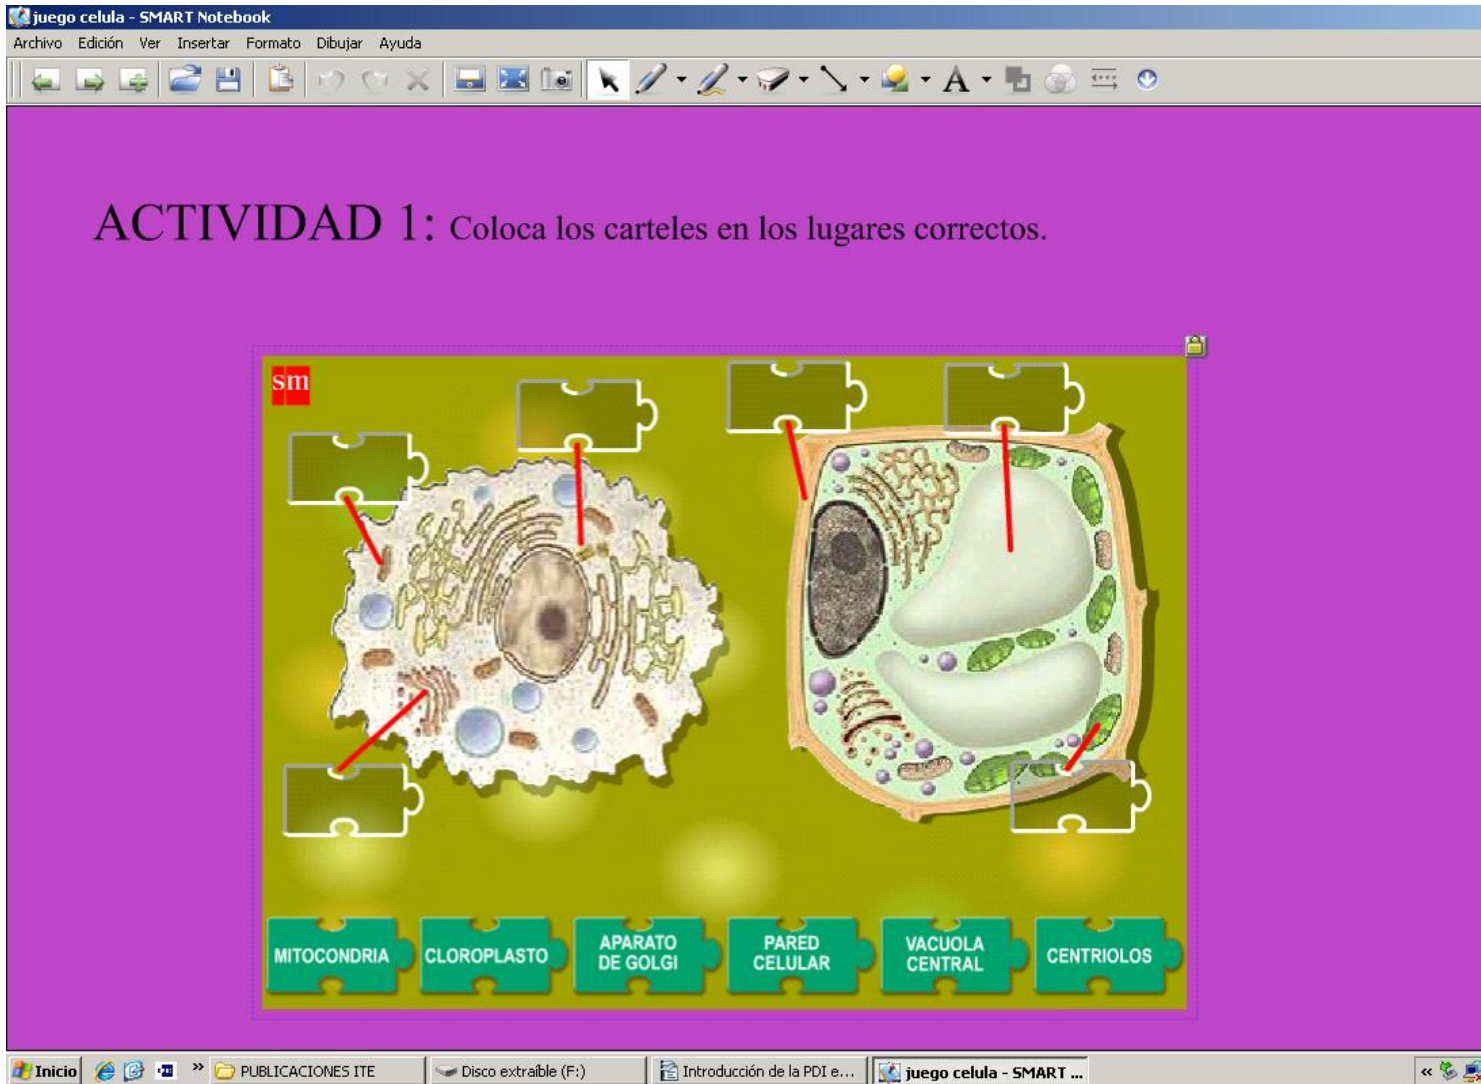 juego celula - SMART Notebook
Archivo Edición Ver Insertar Formato Dibujar Ayuda
A
ACTIVIDAD 1: Coloca los carteles en los lugares correctos.
sm
MITOCONDRIA
CLOROPLASTO
APARATO
DE GOLGI
PARED
CELULAR
VACUOLA
CENTRAL
CENTRIOLOS
Inicio » PUBLICACIONES ITE Disco extraíble (F:) Introducción de la PDI e... juego celula - SMART ... «